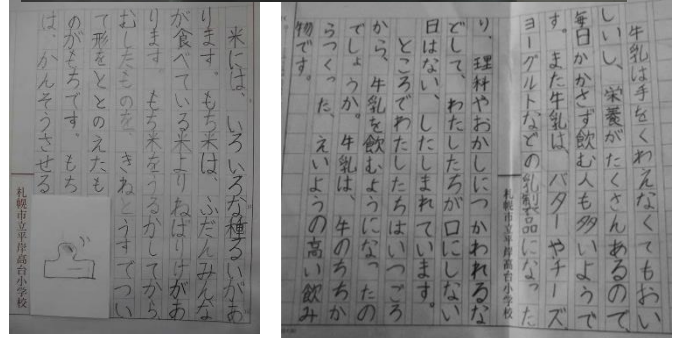 米には、いろいろな種るいがあ
ります。もち米は、ふだんみんな
が食べている米よりねばりけがあ
ります。もち米をうるかしてから、
むしたものを、きねとうすでつい
て形をととのえたも
のがもちです。もち
は、かんそうさせる
札幌市立平岸高台小学校
牛乳は手をくわえなくてもおい
しいし、栄養がたくさんあるので、
毎日かかさず飲む人も多いようで
す。また牛乳は、バターやチーズ、
ヨーグルトなどの乳製品になった
札幌市立平岸高台小学校
り、理科やおかしにつかわれるな
どして、わたしたちが口にしない
日はない、したしまれています。
ところでわたしたちはいつごろ
から、牛乳を飲むようになったの
でしょうか。牛乳は、牛のちちか
らつくった、えいようの高い飲み
物です。